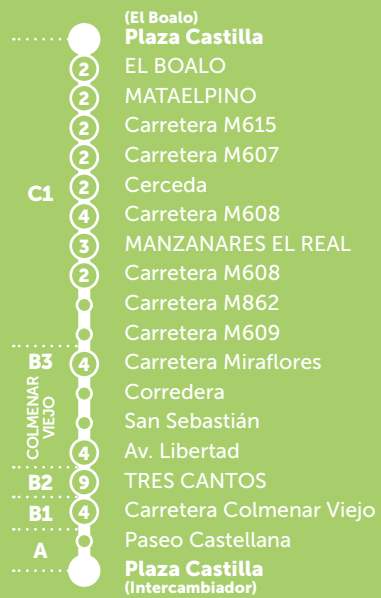 (El Boalo)
Plaza Castilla
2 EL BOALO
2 MATAELPINO
2 Carretera M615
2 Carretera M607
C1 2 Cerceda
4 Carretera M608
3 MANZANARES EL REAL
2 Carretera M608
Carretera M862
Carretera M609
B3 4 Carretera Miraflores
COLMENAR
VIEJO
Corredera
San Sebastián
4 Av. Libertad
B2 9 TRES CANTOS
B1 4 Carretera Colmenar Viejo
A Paseo Castellana
Plaza Castilla
(Intercambiador)